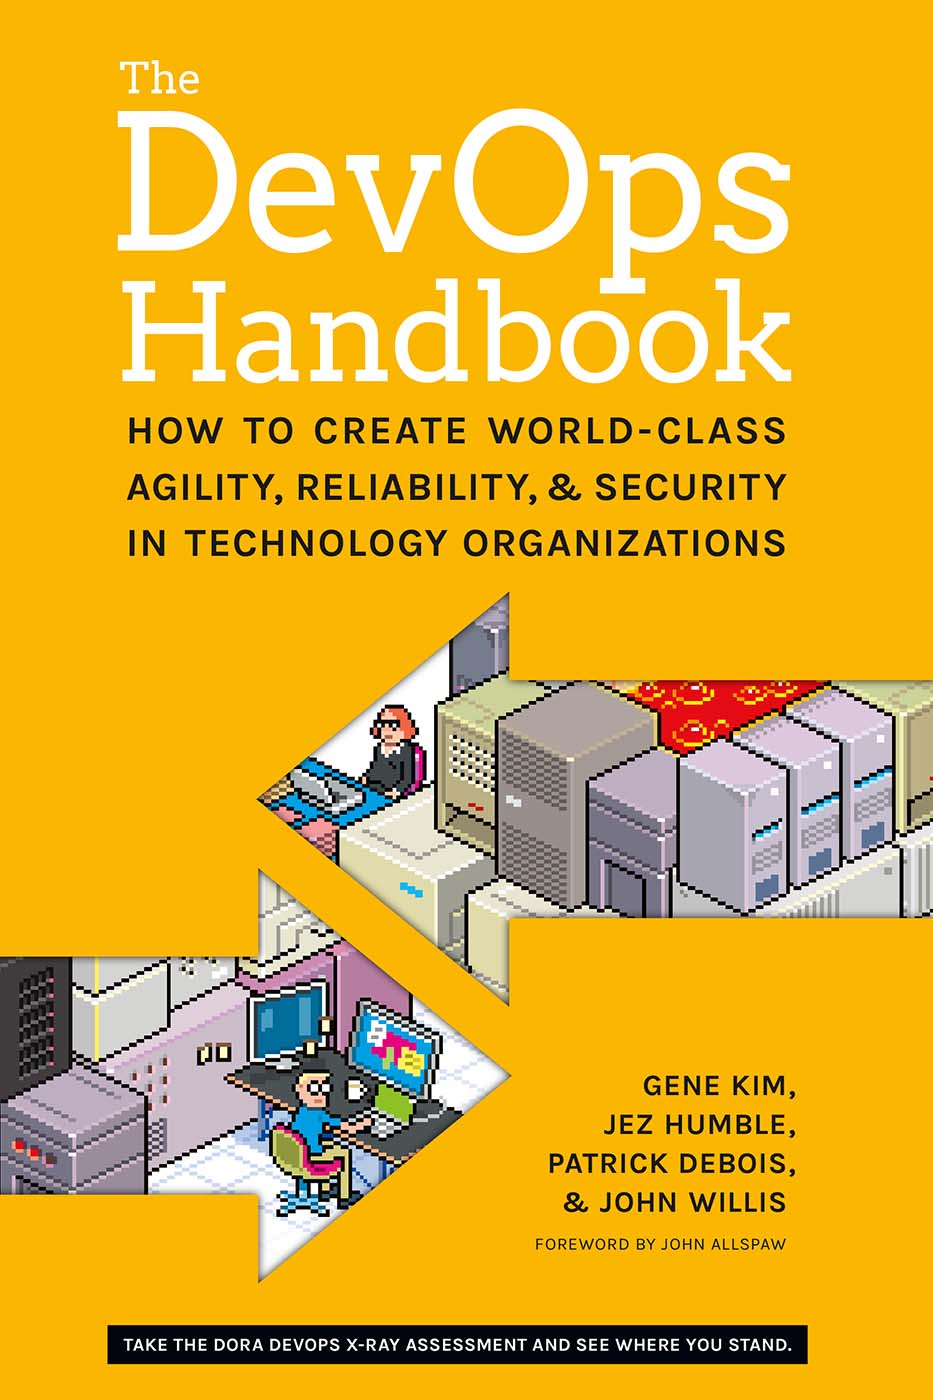 The
DevOps
Handbook
HOW TO CREATE WORLD-CLASS
AGILITY, RELIABILITY, & SECURITY
IN TECHNOLOGY ORGANIZATIONS
GENE KIM,
JEZ HUMBLE,
PATRICK DEBOIS,
& JOHN WILLIS
FOREWORD BY JOHN ALLSPAW
TAKE THE DORA DEVOPS X-RAY ASSESSMENT AND SEE WHERE YOU STAND.